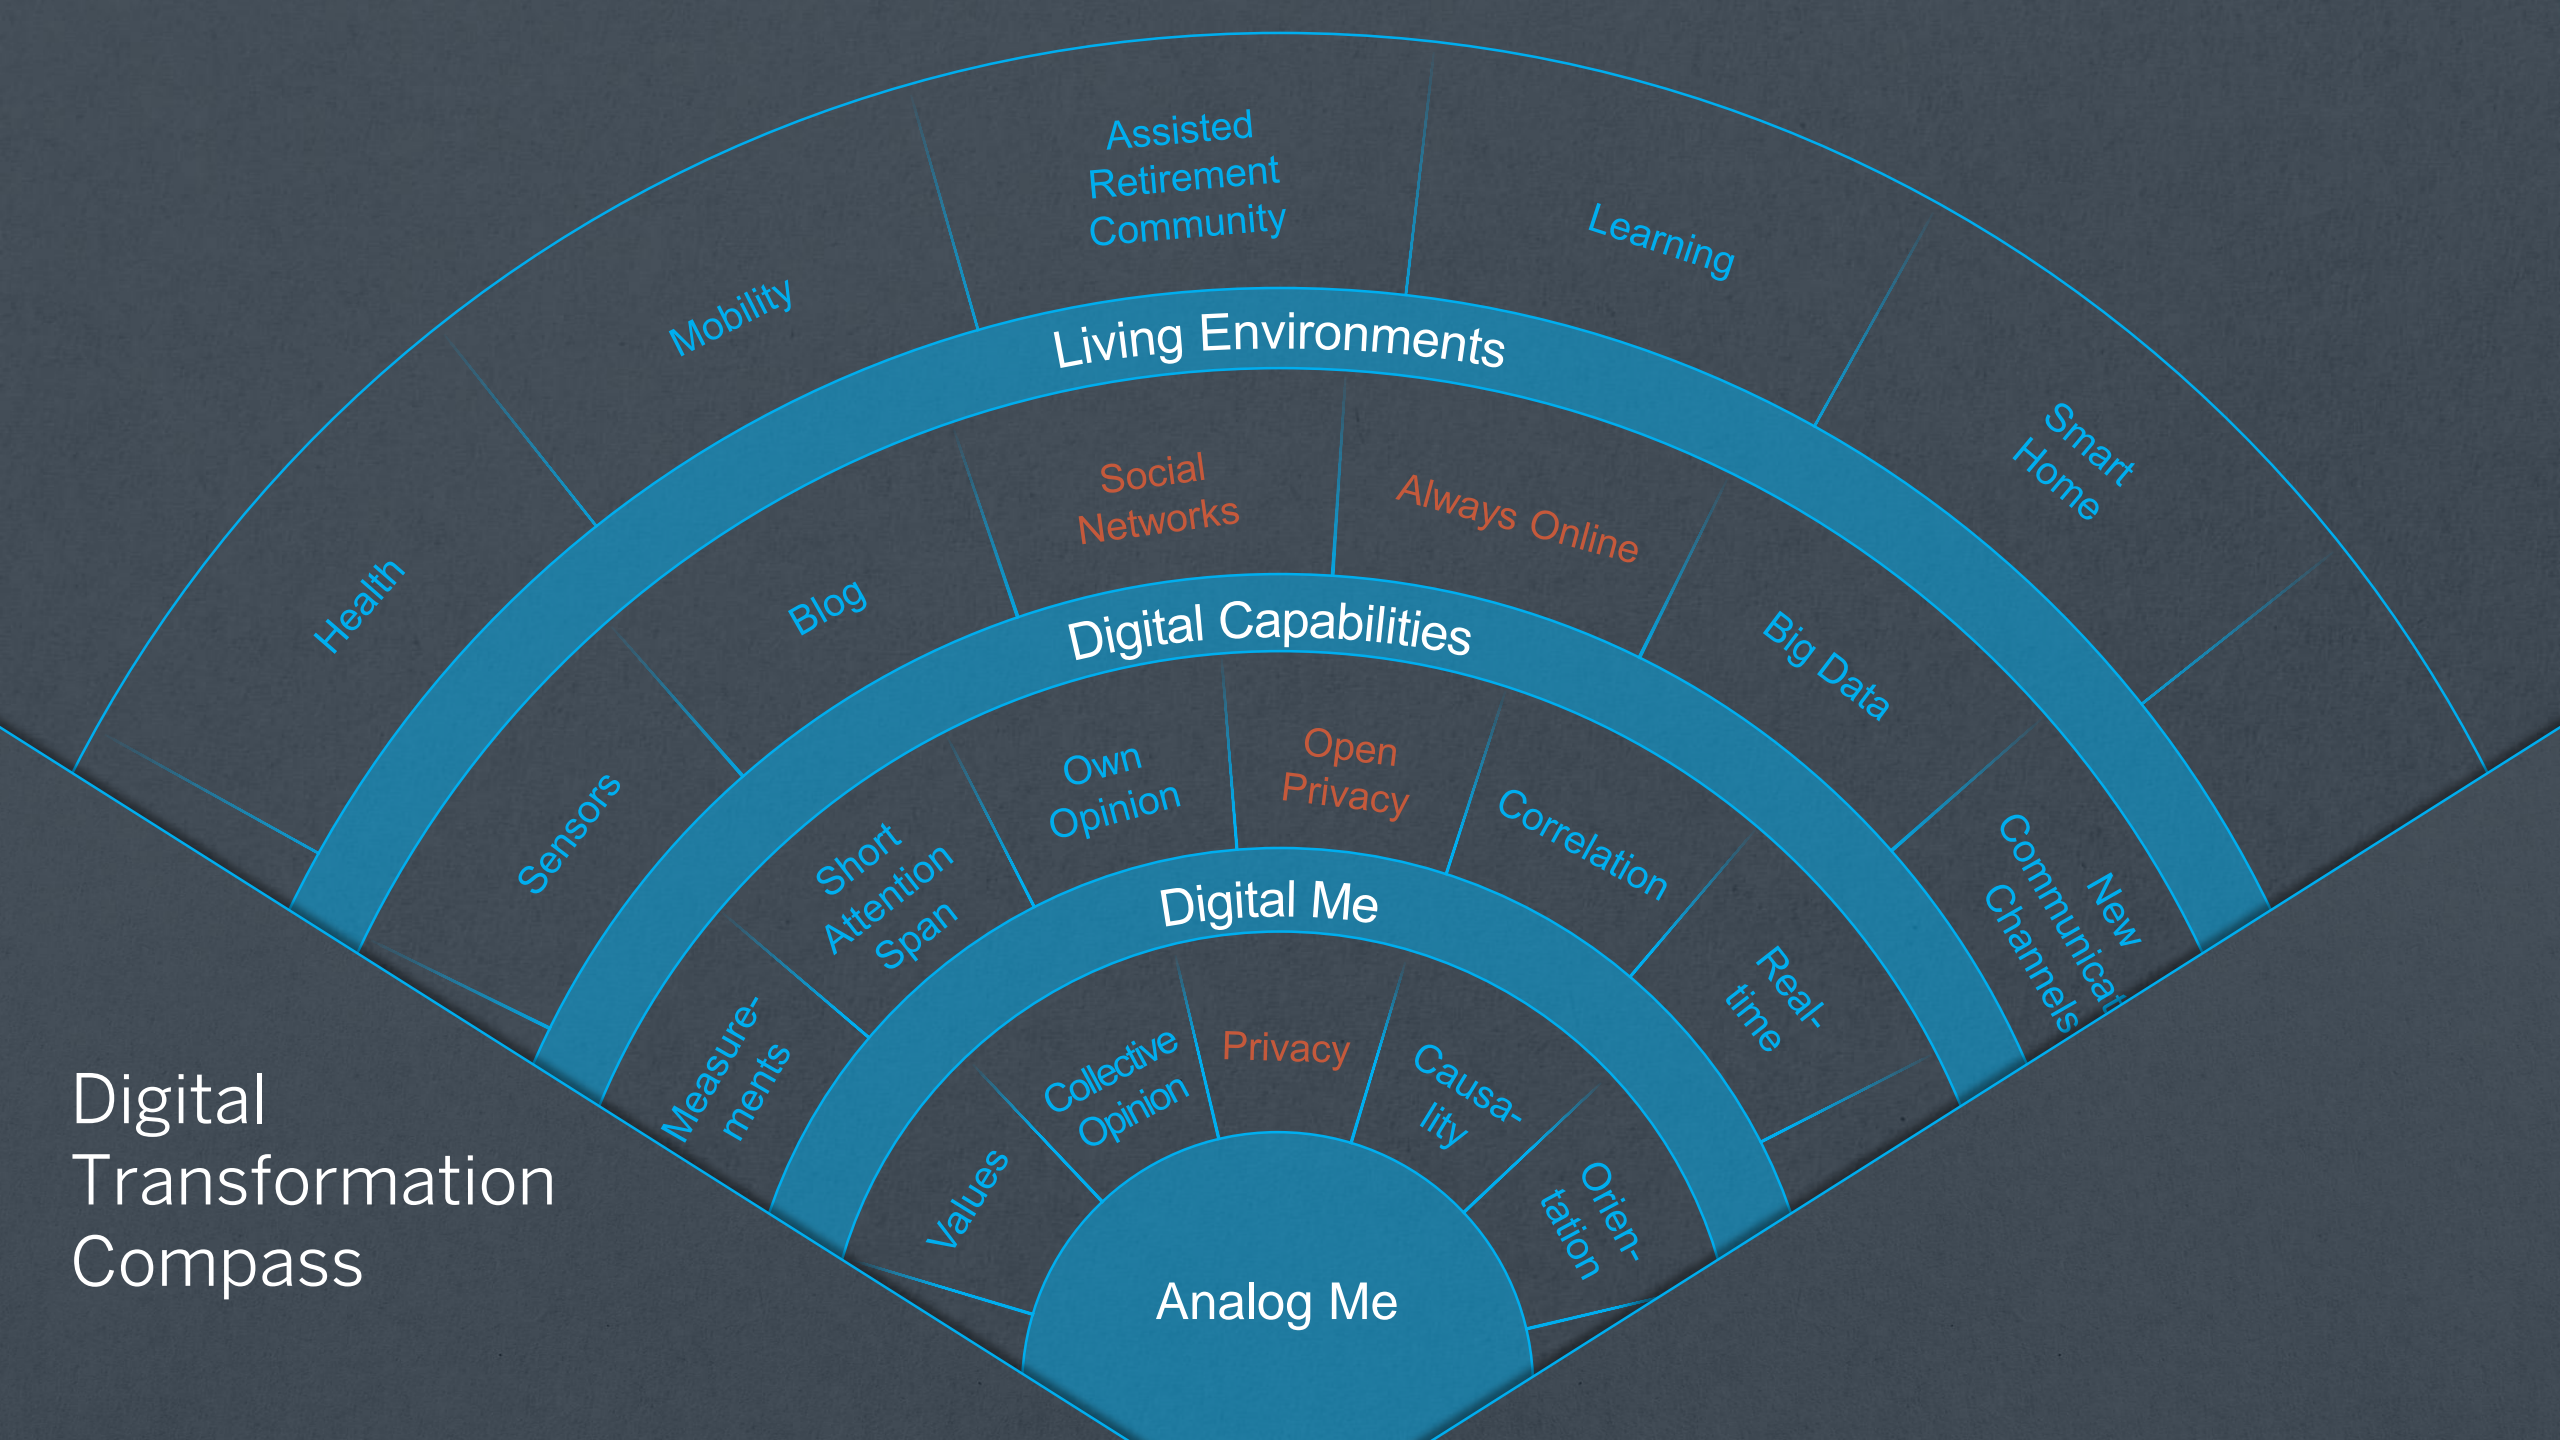 Assisted
Retirement
Community
Learning
Mobility
Smart
Home
Health
Living Environments
Social
Networks
Always Online
Blog
Big Data
Sensors
New
Communicat
Channels
Digital Capabilities
Own
Opinion
Open
Privacy
Short
Attention
Span
Correlation
Measure-
ments
Real-
time
Digital Me
Collective
Opinion
Privacy
Causa-
lity
Values
Orien-
tation
Analog Me
Digital
Transformation
Compass